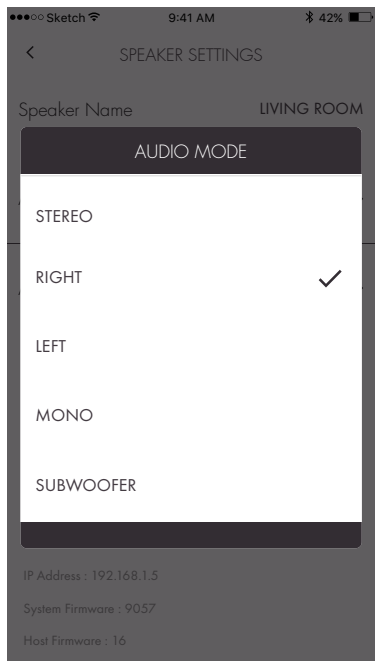 Sketch 9:41 AM 42%
SPEAKER SETTINGS
Speaker Name LIVING ROOM
AUDIO MODE
STEREO
RIGHT
LEFT
MONO
SUBWOOFER
IP Address : 192.168.1.5
System Firmware : 9057
Host Firmware : 16